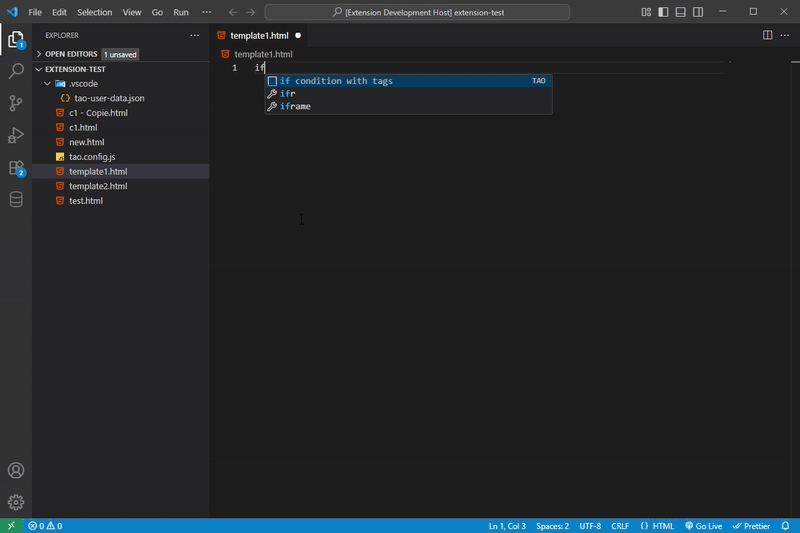 File Edit Selection View Go Run ··· [Extension Development Host] extension-test
EXPLORER ···
OPEN EDITORS 1 unsaved
EXTENSION-TEST
.vscode
tao-user-data.json
c1 - Copie.html
c1.html
new.html
tao.config.js
template1.html
template2.html
test.html
1
2
template1.html
template1.html
1 if
if condition with tags TAO
ifr
iframe
0 0 Ln 1, Col 3 Spaces: 2 UTF-8 CRLF HTML Go Live Prettier